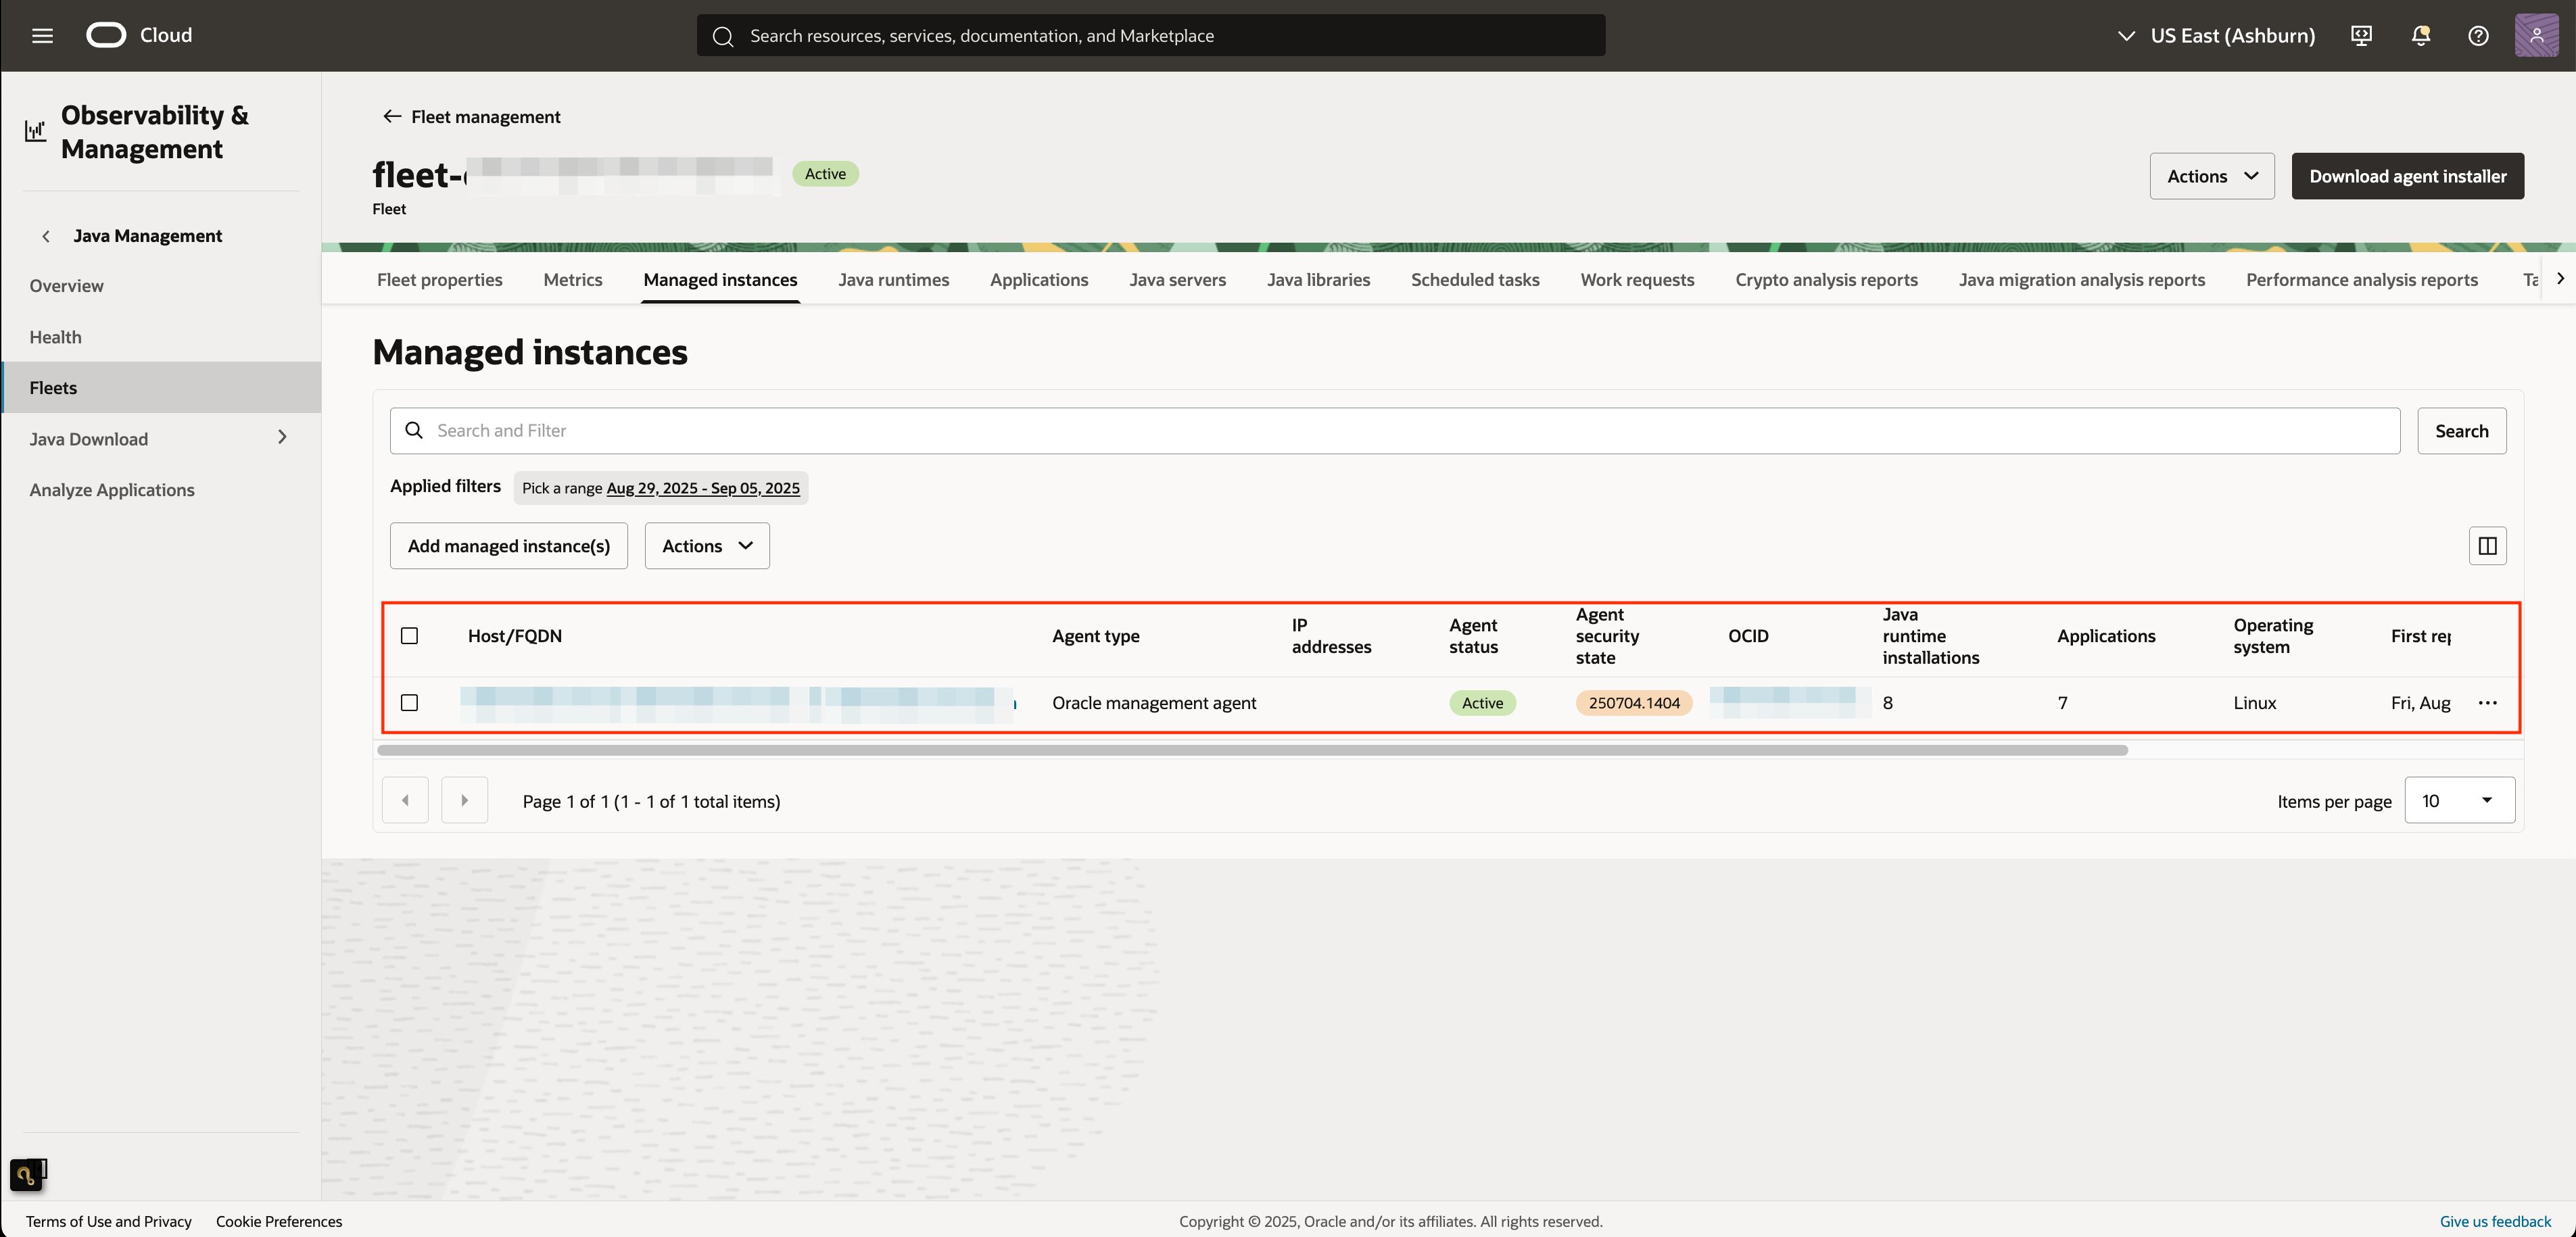 Cloud
Search resources, services, documentation, and Marketplace
US East (Ashburn)
Observability &
Management
Java Management
Overview
Health
Fleets
Java Download
Analyze Applications
Fleet management
fleet-
Active
Fleet
Actions
Download agent installer
Fleet properties
Metrics
Managed instances
Java runtimes
Applications
Java servers
Java libraries
Scheduled tasks
Work requests
Crypto analysis reports
Java migration analysis reports
Performance analysis reports
Managed instances
Search and Filter
Search
Applied filters
Pick a range Aug 29, 2025 - Sep 05, 2025
Add managed instance(s)
Actions
Host/FQDN
Agent type
IP
addresses
Agent
status
Agent
security
state
OCID
Java
runtime
installations
Applications
Operating
system
First rep
Oracle management agent
Active
250704.1404
8
7
Linux
Fri, Aug
Page 1 of 1 (1 - 1 of 1 total items)
Items per page
10
Terms of Use and Privacy
Cookie Preferences
Copyright © 2025, Oracle and/or its affiliates. All rights reserved.
Give us feedback